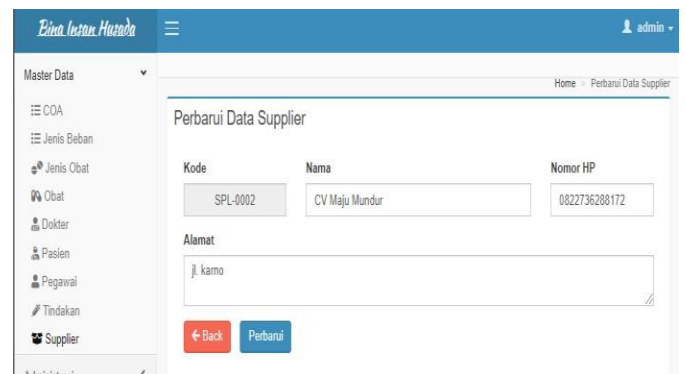 Bina Insan Husada
admin
Master Data
Home > Perbarui Data Supplier
COA
Jenis Beban
Jenis Obat
Obat
Dokter
Pasien
Pegawai
Tindakan
Supplier
Perbarui Data Supplier
Kode Nama Nomor HP
SPL-0002 CV Maju Mundur 0822736288172
Alamat
jl. karno
Back Perbarui